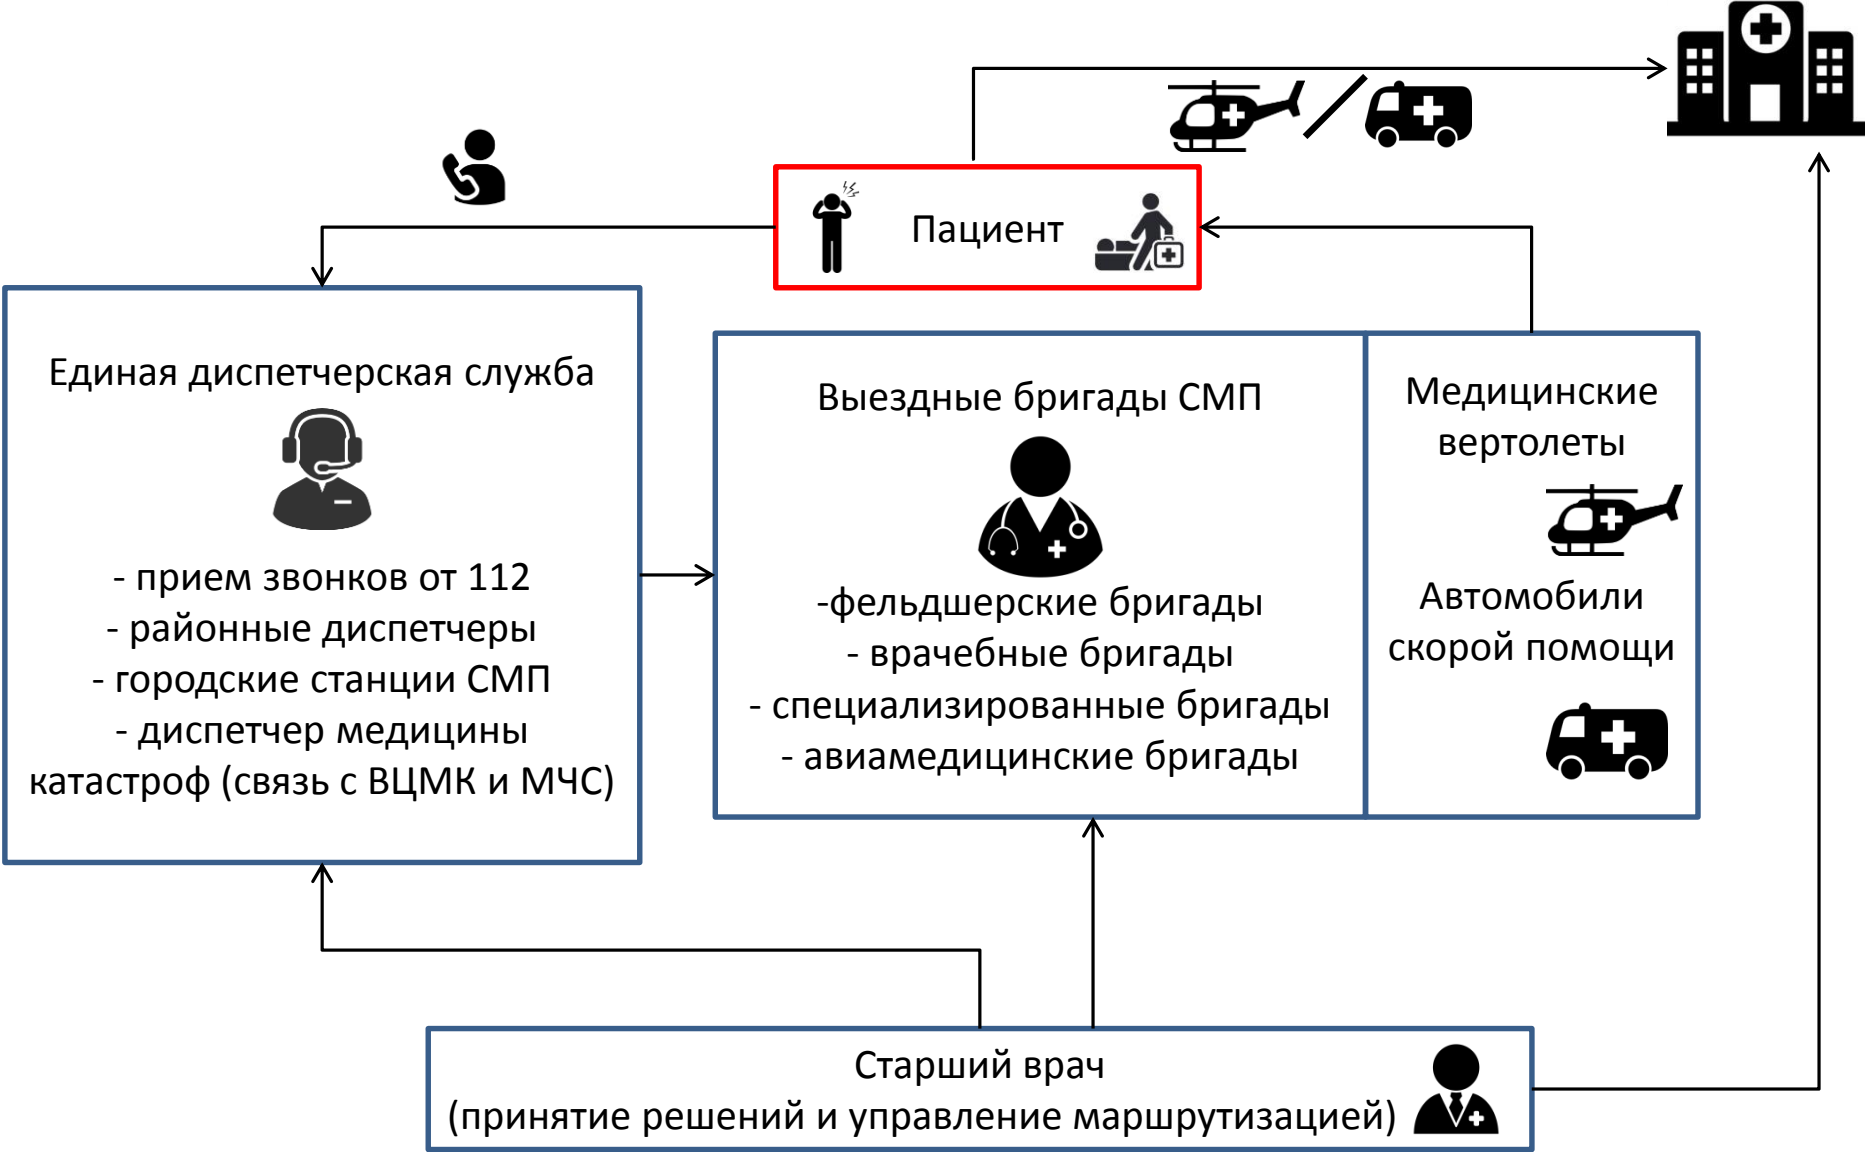 Пациент
Единая диспетчерская служба
- прием звонков от 112
- районные диспетчеры
- городские станции СМП
- диспетчер медицины
катастроф (связь с ВЦМК и МЧС)
Выездные бригады СМП
-фельдшерские бригады
- врачебные бригады
- специализированные бригады
- авиамедицинские бригады
Медицинские
вертолеты
Автомобили
скорой помощи
Старший врач
(принятие решений и управление маршрутизацией)